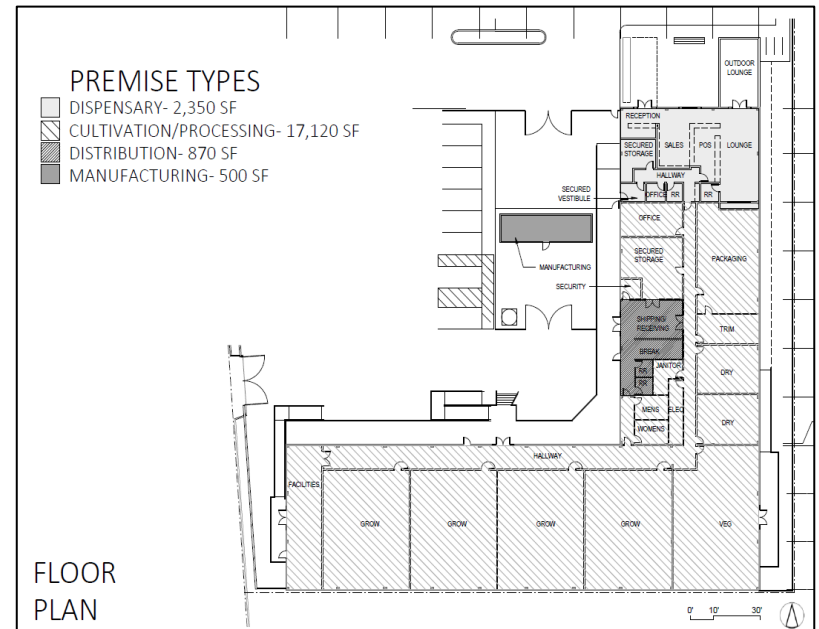 PREMISE TYPES
DISPENSARY- 2,350 SF
CULTIVATION/PROCESSING- 17,120 SF
DISTRIBUTION- 870 SF
MANUFACTURING- 500 SF
OUTDOOR
LOUNGE
RECEPTION
SECURED
STORAGE
SALES
POS
LOUNGE
HALLWAY
SECURED
VESTIBULE
OFFICE
RR
RR
OFFICE
SECURED
STORAGE
PACKAGING
MANUFACTURING
SECURITY
SHIPPING/
RECEIVING
TRIM
BREAK
RR
JANITOR
DRY
RR
MENS
ELEC
WOMENS
DRY
HALLWAY
FACILITIES
GROW
GROW
GROW
GROW
VEG
FLOOR
PLAN
0' 10' 30'